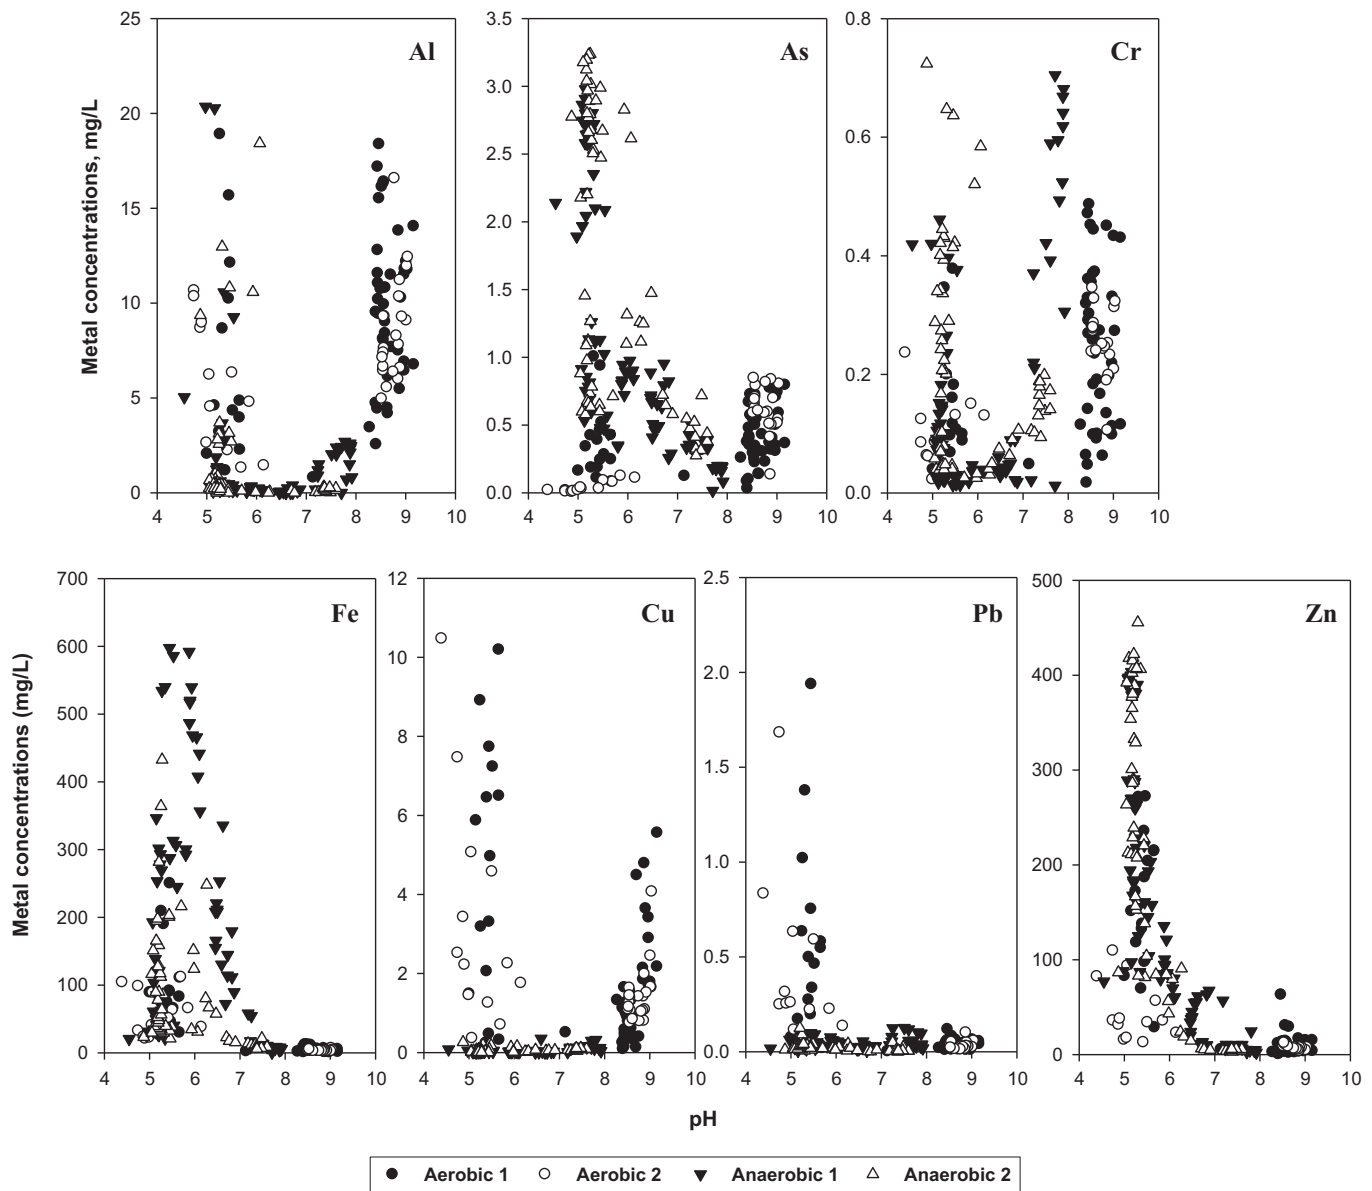 Metal concentrations, mg/L
Al
25
20
15
10
5
0
4 5 6 7 8 9 10
As
3.5
3.0
2.5
2.0
1.5
1.0
0.5
0.0
4 5 6 7 8 9 10
Cr
0.8
0.6
0.4
0.2
0.0
4 5 6 7 8 9 10
Metal concentrations (mg/L)
Fe
700
600
500
400
300
200
100
0
4 5 6 7 8 9 10
Cu
12
10
8
6
4
2
0
4 5 6 7 8 9 10
Pb
2.5
2.0
1.5
1.0
0.5
0.0
4 5 6 7 8 9 10
Zn
500
400
300
200
100
0
4 5 6 7 8 9 10
pH
Aerobic 1 Aerobic 2 Anaerobic 1 Anaerobic 2